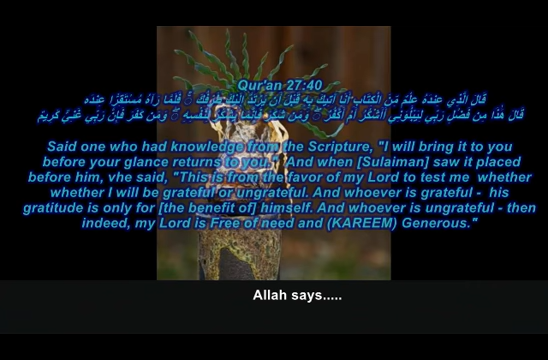 Qur'an 27:40
قَالَ الَّذِي عِنْدَهُ عِلْمٌ مِّنَ الْكِتَابِ أَنَا آتِيكَ بِهِ قَبْلَ أَن يَرْتَدَّ إِلَيْكَ طَرْفُكَ ۚ فَلَمَّا رَآهُ مُسْتَقِرًّا عِندَهُ
قَالَ هَٰذَا مِن فَضْلِ رَبِّي لِيَبْلُوَنِي أَأَشْكُرُ أَمْ أَكْفُرُ ۖ وَمَن شَكَرَ فَإِنَّمَا يَشْكُرُ لِنَفْسِهِ ۖ وَمَن كَفَرَ فَإِنَّ رَبِّي غَنِيٌّ كَرِيمٌ
Said one who had knowledge from the Scripture, "I will bring it to you
before your glance returns to you."  And when [Sulaiman] saw it placed
before him, vhe said, "This is from the favor of my Lord to test me  whether
whether I will be grateful or ungrateful. And whoever is grateful -  his
gratitude is only for [the benefit of] himself. And whoever is ungrateful - then
indeed, my Lord is Free of need and (KAREEM) Generous."
Allah says.....